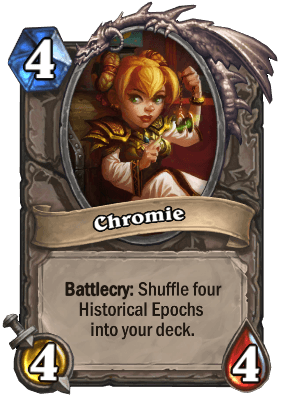 4
Chromie
Battlecry: Shuffle four
Historical Epochs
into your deck.
4
4